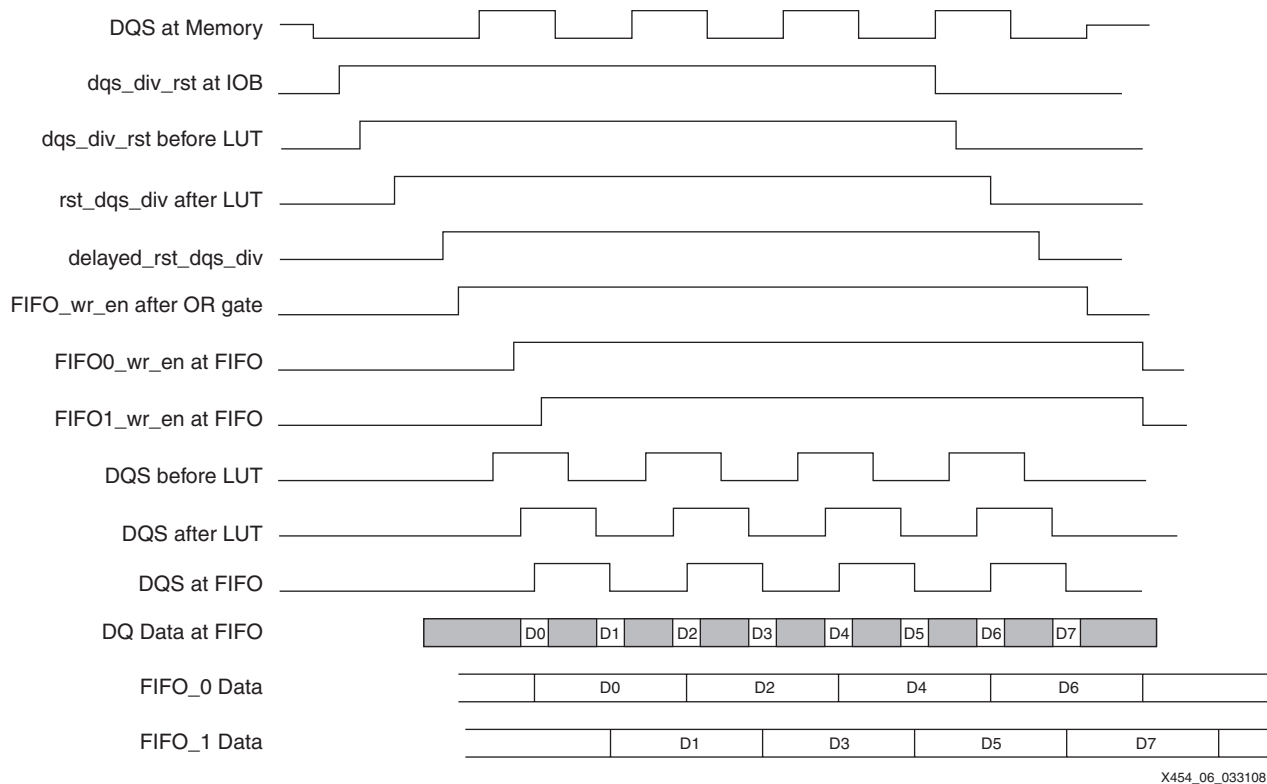 DQS at Memory
dqs_div_rst at IOB
dqs_div_rst before LUT
rst_dqs_div after LUT
delayed_rst_dqs_div
FIFO_wr_en after OR gate
FIFO0_wr_en at FIFO
FIFO1_wr_en at FIFO
DQS before LUT
DQS after LUT
DQS at FIFO
DQ Data at FIFO D0 D1 D2 D3 D4 D5 D6 D7
FIFO_0 Data D0 D2 D4 D6
FIFO_1 Data D1 D3 D5 D7
X454_06_033108